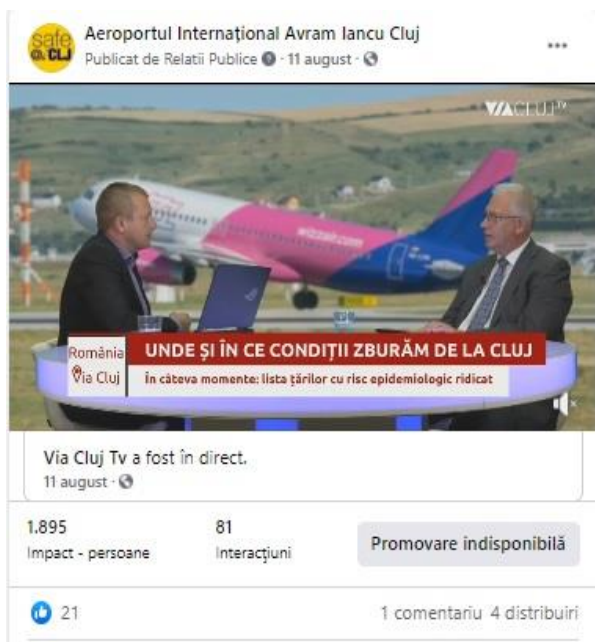 safe
@ CLJ
Aeroportul Internațional Avram Iancu Cluj
Publicat de Relatii Publice · 11 august ·
VIACLUJ TV
wizzair.com
România
Via Cluj
UNDE ȘI ÎN CE CONDIȚII ZBURĂM DE LA CLUJ
În câteva momente: lista țărilor cu risc epidemiologic ridicat
Via Cluj Tv a fost în direct.
11 august ·
1.895
Impact - persoane
81
Interacțiuni
Promovare indisponibilă
21
1 comentariu 4 distribuiri